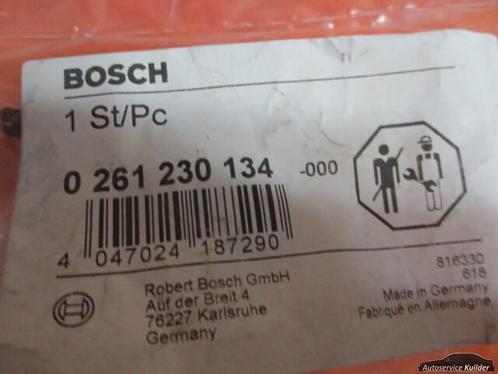 BOSCH
1 St/Pc
0 261 230 134 -000
4 047024 187290
Robert Bosch GmbH
Auf der Breit 4
76227 Karlsruhe
Germany
816330
618
Made in Germany
Fabriqué en Allemagne
Autoservice Kuilder